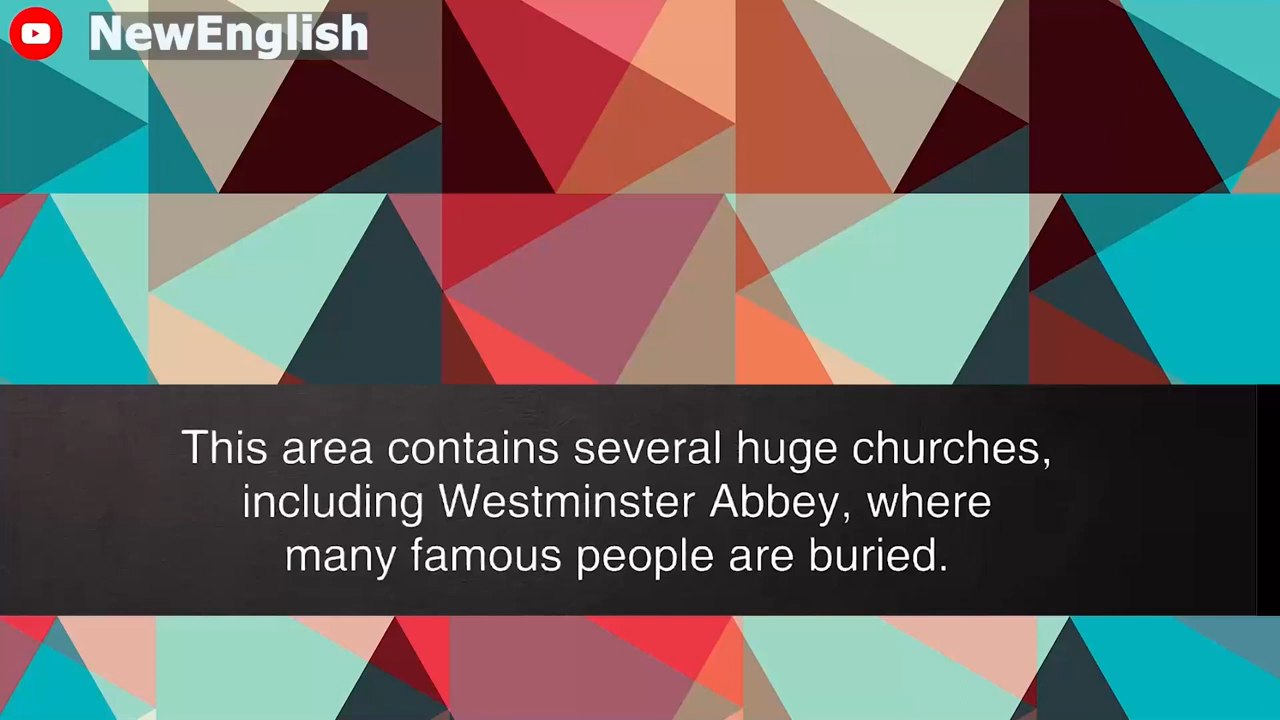 NewEnglish
This area contains several huge churches,
including Westminster Abbey, where
many famous people are buried.